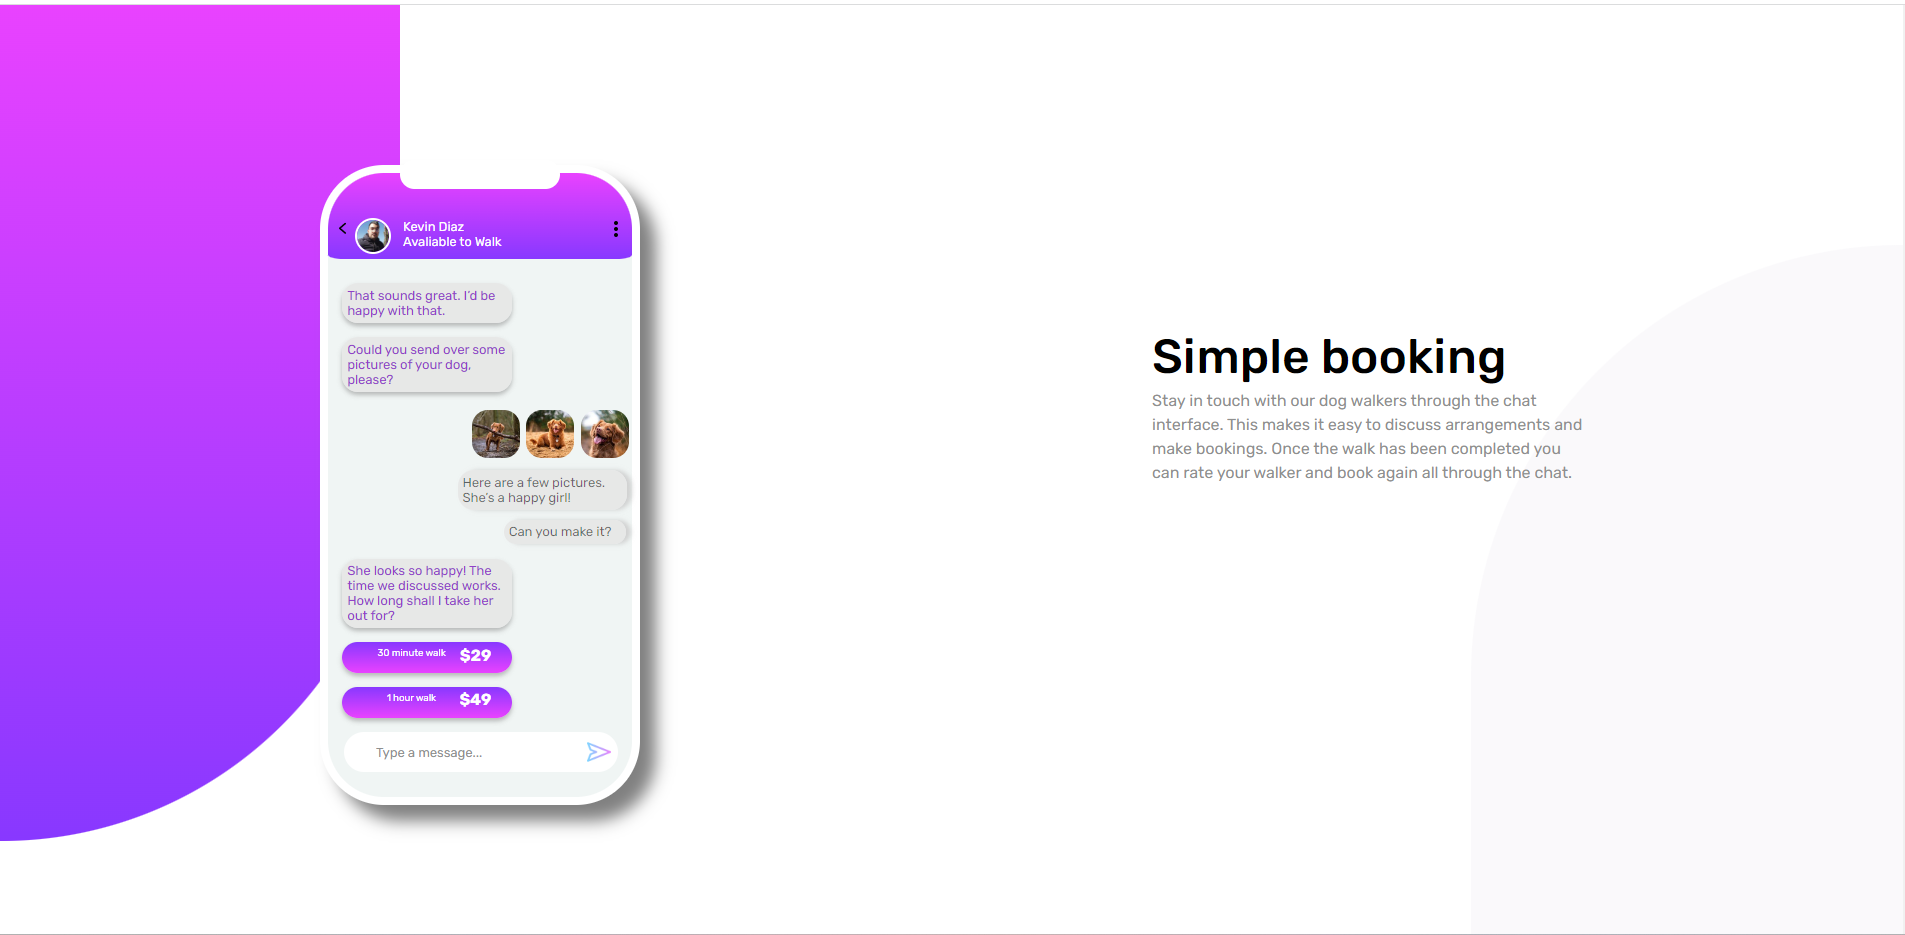 Kevin Diaz
Avaliable to Walk
That sounds great. I'd be
happy with that.
Could you send over some
pictures of your dog,
please?
Here are a few pictures.
She's a happy girl!
Can you make it?
She looks so happy! The
time we discussed works.
How long shall I take her
out for?
30 minute walk $29
1 hour walk $49
Type a message...
Simple booking
Stay in touch with our dog walkers through the chat
interface. This makes it easy to discuss arrangements and
make bookings. Once the walk has been completed you
can rate your walker and book again all through the chat.